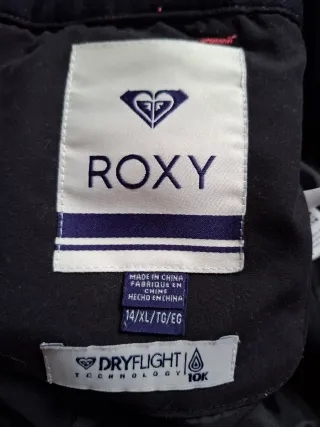 ROXY
MADE IN CHINA
FABRIQUE EN
CHINE
HECHO EN CHINA
14/XL/TG/EG
DRYFLIGHT
TECHNOLOGY
10K